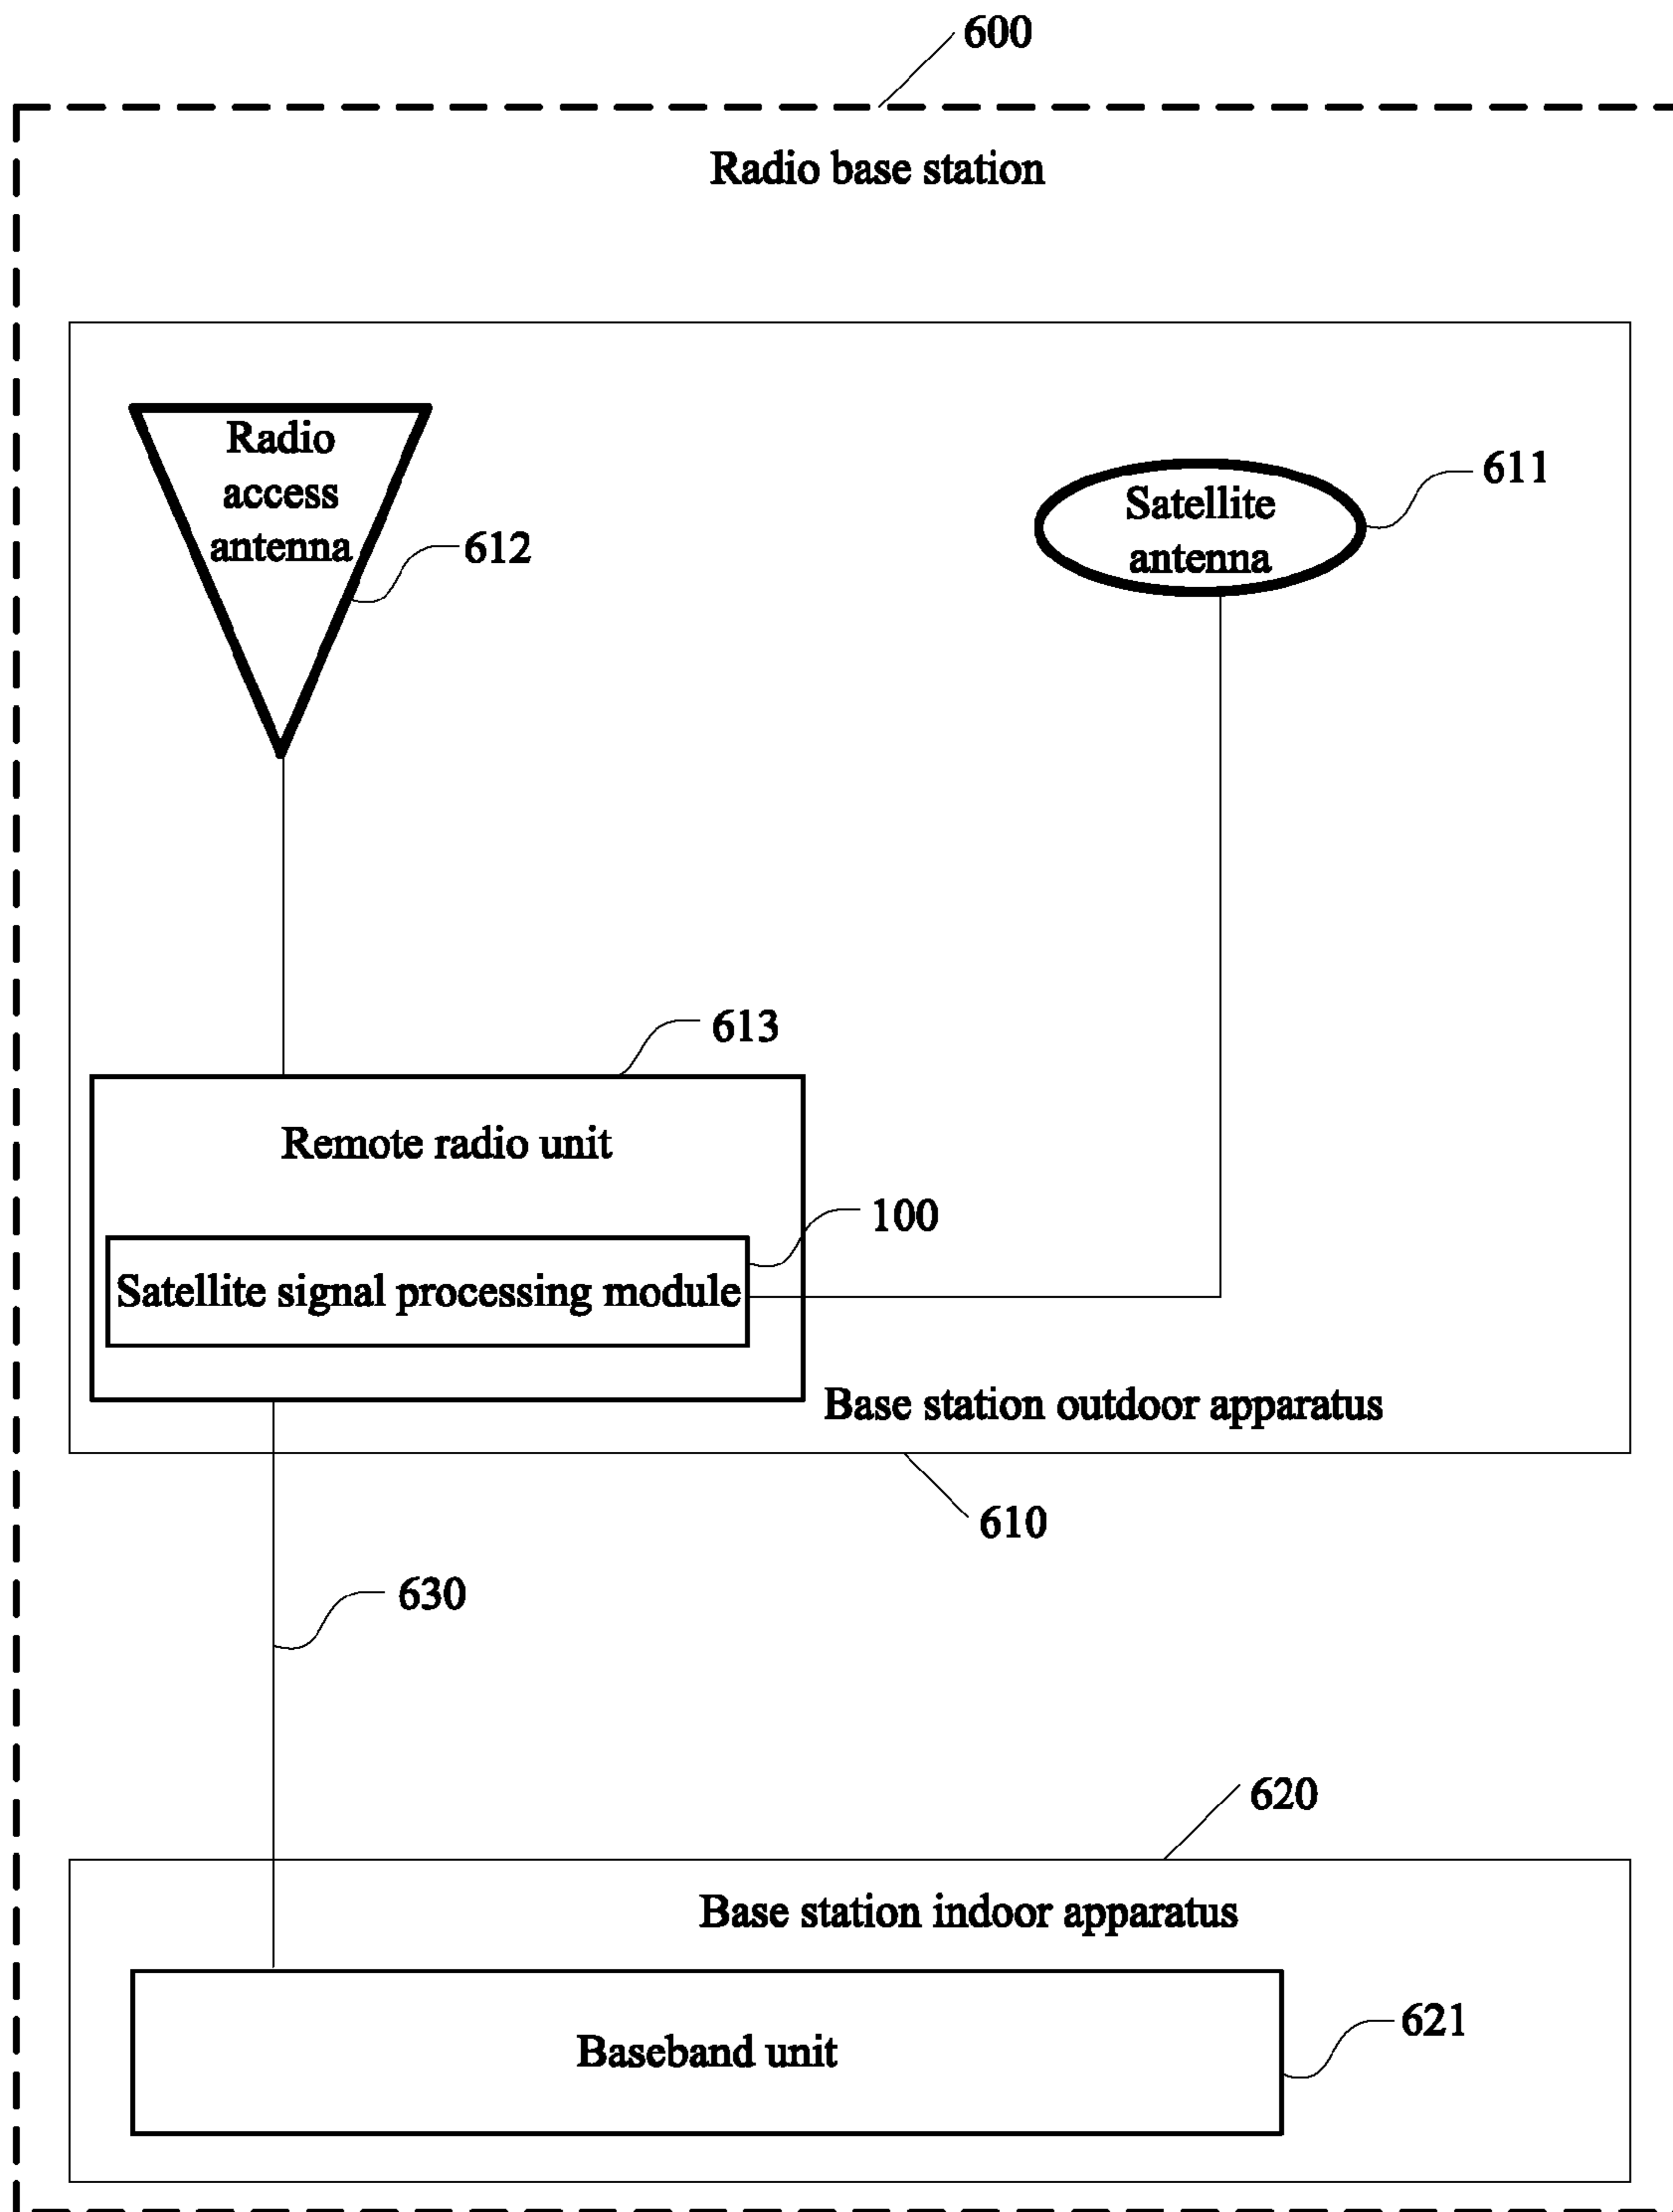 600
Radio base station
Radio
access
antenna
612
Satellite
antenna
611
613
Remote radio unit
100
Satellite signal processing module
Base station outdoor apparatus
610
630
620
Base station indoor apparatus
Baseband unit
621